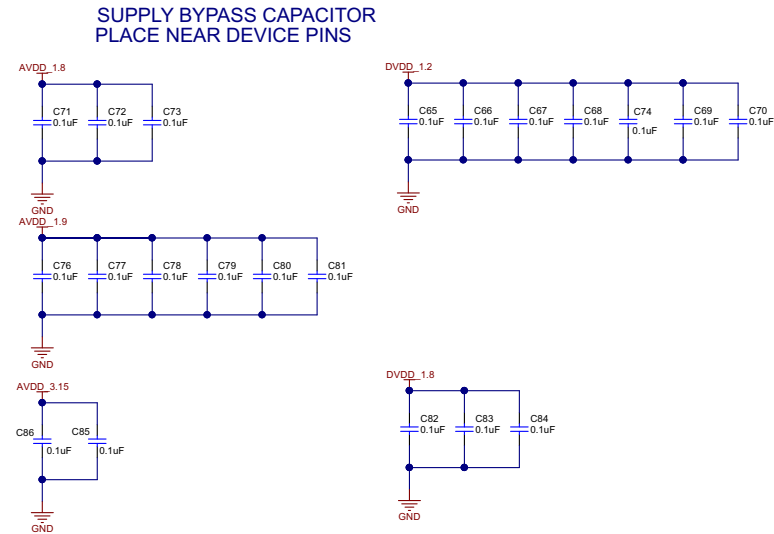 SUPPLY BYPASS CAPACITOR
PLACE NEAR DEVICE PINS
AVDD_1.8
C71
0.1uF
C72
0.1uF
C73
0.1uF
GND
DVDD_1.2
C65
0.1uF
C66
0.1uF
C67
0.1uF
C68
0.1uF
C74
0.1uF
C69
0.1uF
C70
0.1uF
GND
AVDD_1.9
C76
0.1uF
C77
0.1uF
C78
0.1uF
C79
0.1uF
C80
0.1uF
C81
0.1uF
GND
AVDD_3.15
C86
0.1uF
C85
0.1uF
GND
DVDD_1.8
C82
0.1uF
C83
0.1uF
C84
0.1uF
GND